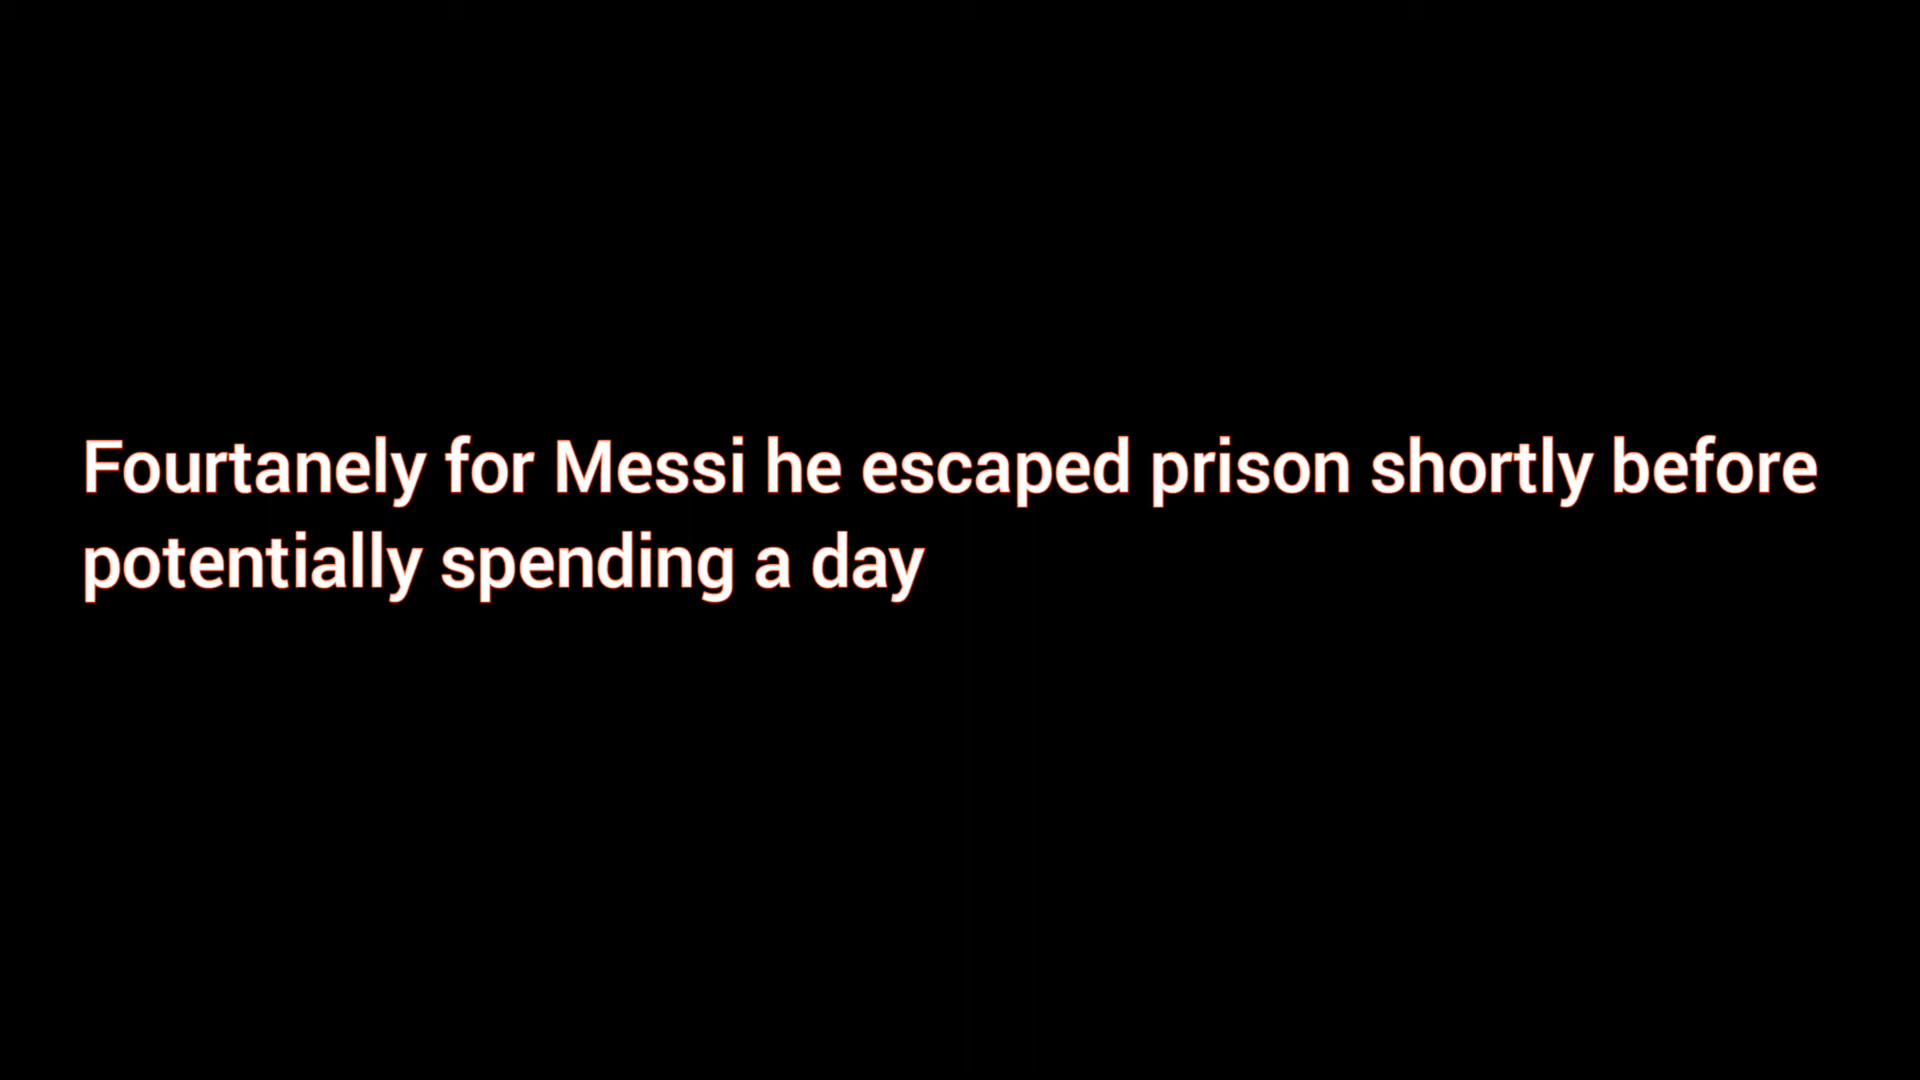 Fourtanely for Messi he escaped prison shortly before
potentially spending a day